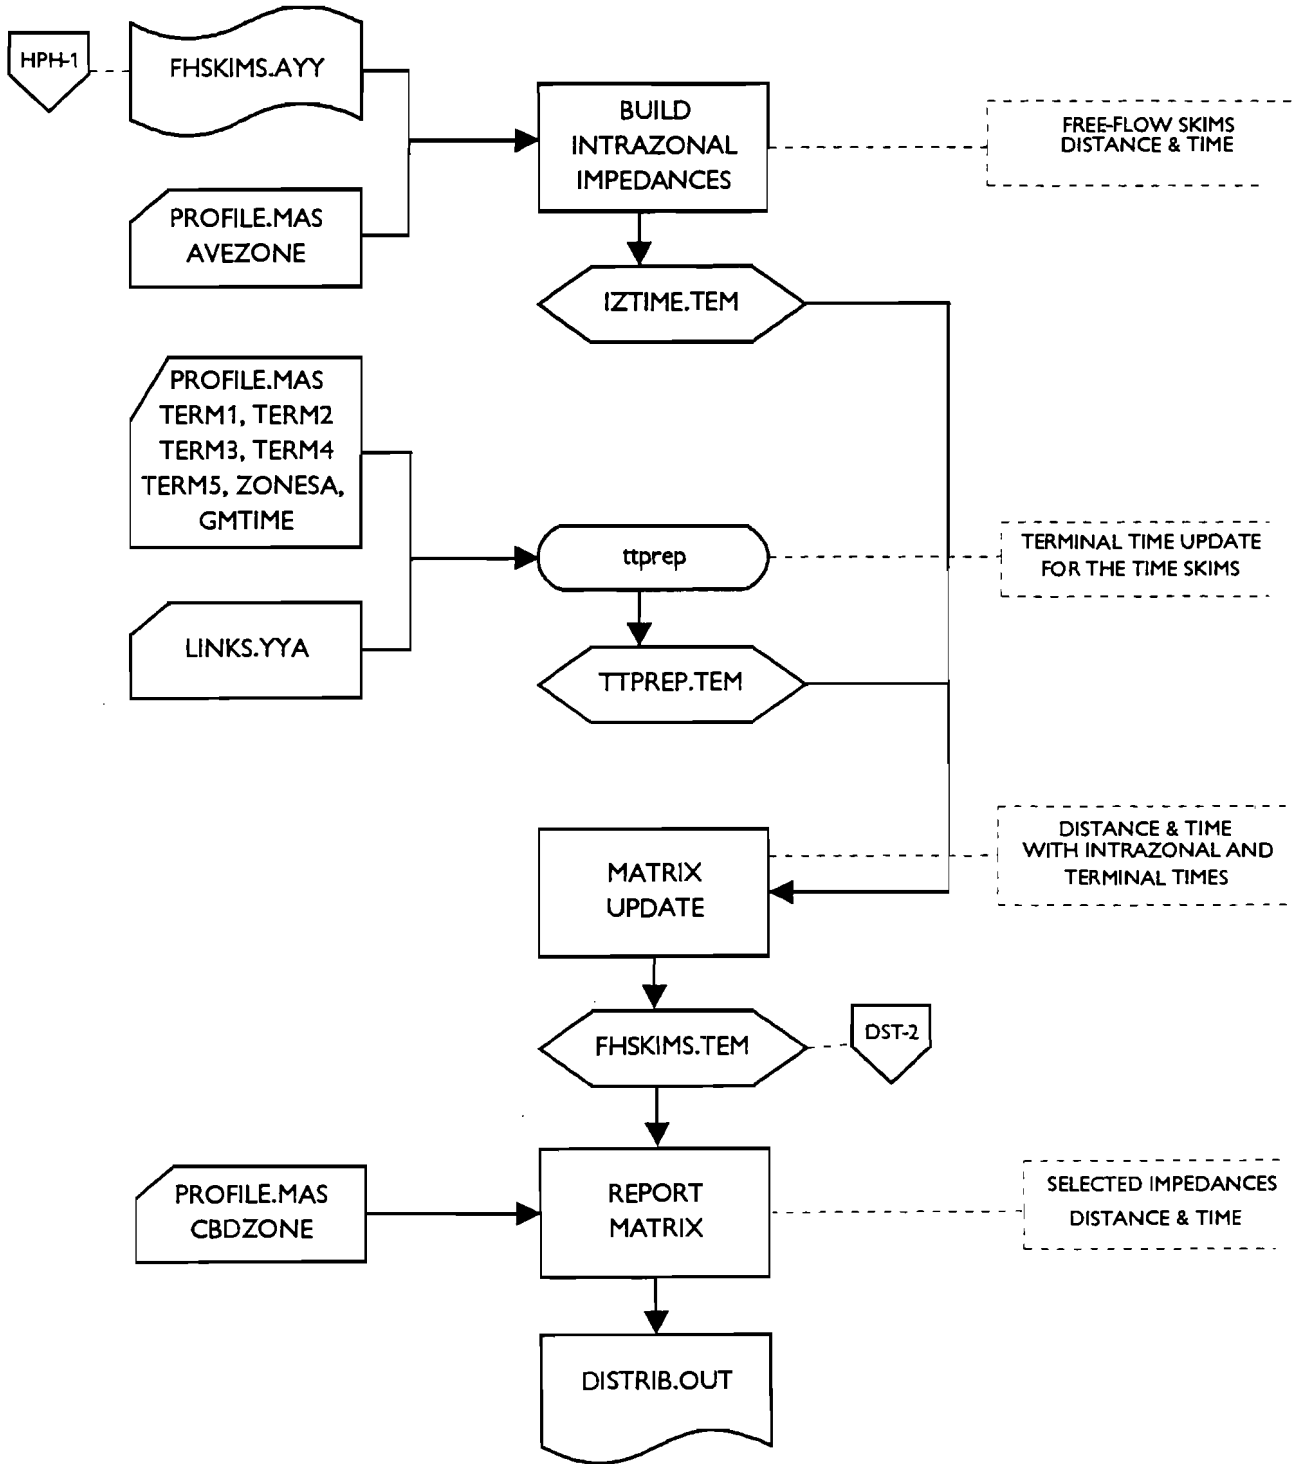 HPH-1
FHSKIMS.AYY
BUILD
INTRAZONAL
IMPEDANCES
FREE-FLOW SKIMS
DISTANCE & TIME
PROFILE.MAS
AVEZONE
IZTIME.TEM
PROFILE.MAS
TERM1, TERM2
TERM3, TERM4
TERM5, ZONESA,
GMTIME
ttprep
TERMINAL TIME UPDATE
FOR THE TIME SKIMS
LINKS.YYA
TTPREP.TEM
MATRIX
UPDATE
DISTANCE & TIME
WITH INTRAZONAL AND
TERMINAL TIMES
FHSKIMS.TEM
DST-2
PROFILE.MAS
CBDZONE
REPORT
MATRIX
SELECTED IMPEDANCES
DISTANCE & TIME
DISTRIB.OUT